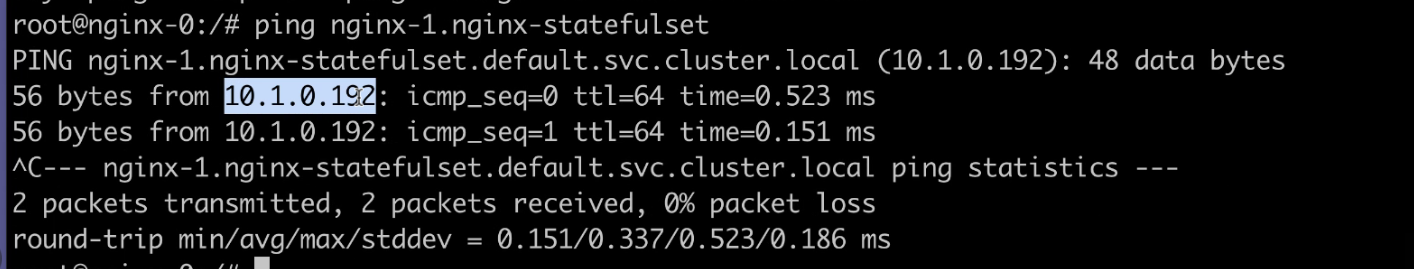 root@nginx-0:/# ping nginx-1.nginx-statefulset
PING nginx-1.nginx-statefulset.default.svc.cluster.local (10.1.0.192): 48 data bytes
56 bytes from 10.1.0.192: icmp_seq=0 ttl=64 time=0.523 ms
56 bytes from 10.1.0.192: icmp_seq=1 ttl=64 time=0.151 ms
^C--- nginx-1.nginx-statefulset.default.svc.cluster.local ping statistics ---
2 packets transmitted, 2 packets received, 0% packet loss
round-trip min/avg/max/stddev = 0.151/0.337/0.523/0.186 ms
root@nginx-0:/#